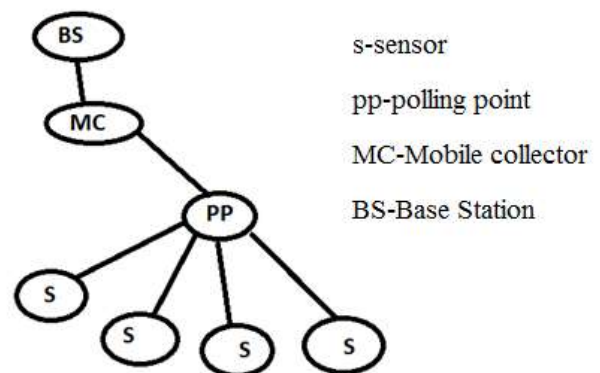 BS
s-sensor
pp-polling point
MC
MC-Mobile collector
PP
BS-Base Station
S
S
S
S